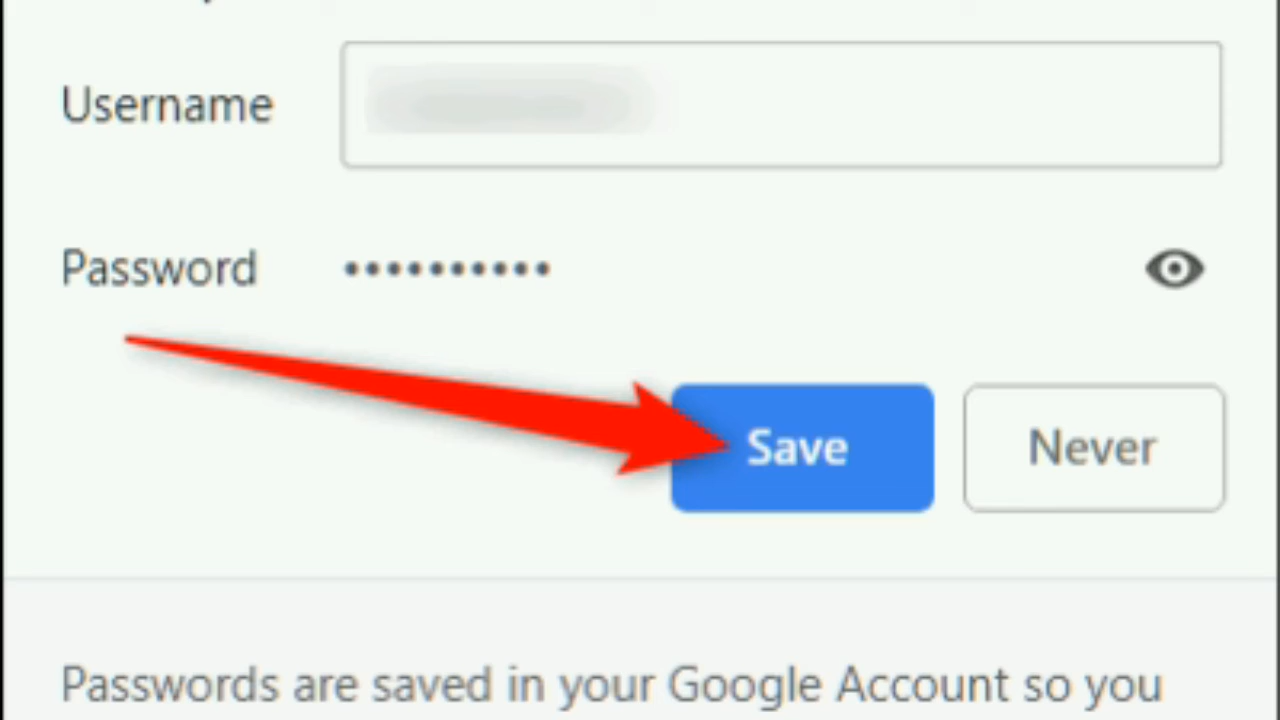 Username
Password ••••••••••
Save Never
Passwords are saved in your Google Account so you